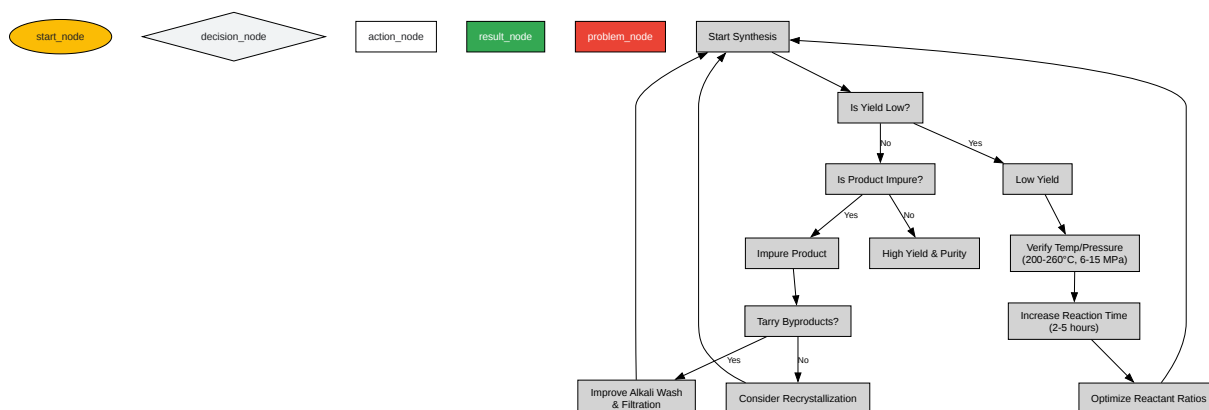 start_node
decision_node
action_node
result_node
problem_node
Start Synthesis
Is Yield Low?
No
Yes
Is Product Impure?
Low Yield
Yes
No
Impure Product
High Yield & Purity
Verify Temp/Pressure
(200-260°C, 6-15 MPa)
Tarry Byproducts?
Increase Reaction Time
(2-5 hours)
Yes
No
Improve Alkali Wash
& Filtration
Consider Recrystallization
Optimize Reactant Ratios